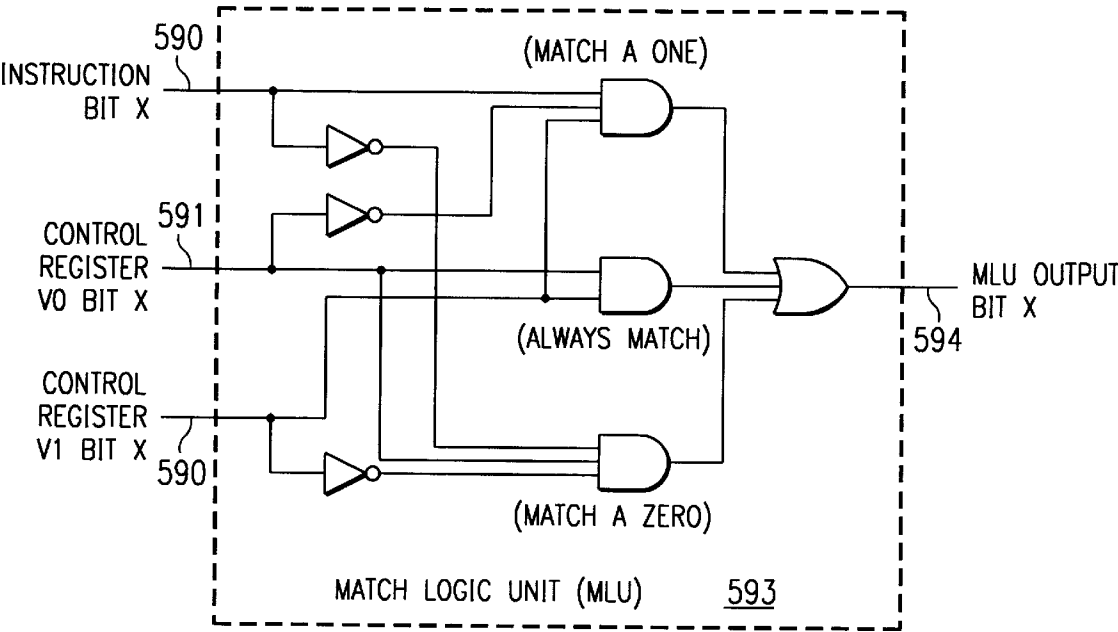 590
INSTRUCTION
BIT X
(MATCH A ONE)
591
CONTROL
REGISTER
V0 BIT X
(ALWAYS MATCH)
MLU OUTPUT
BIT X
594
CONTROL
REGISTER
V1 BIT X
590
(MATCH A ZERO)
MATCH LOGIC UNIT (MLU)
593